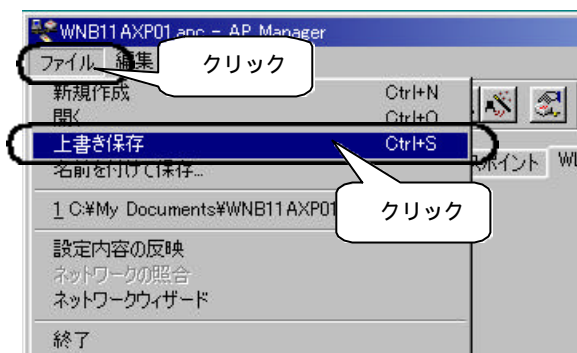 WNB11AXP01.apc - AP Manager
ファイル 編集
クリック
新規作成 Ctrl+N
開く Ctrl+O
上書き保存 Ctrl+S
名前を付けて保存...
ポイント WL
1 C:¥My Documents¥WNB11AXP01
クリック
設定内容の反映
ネットワークの照合
ネットワークウィザード
終了